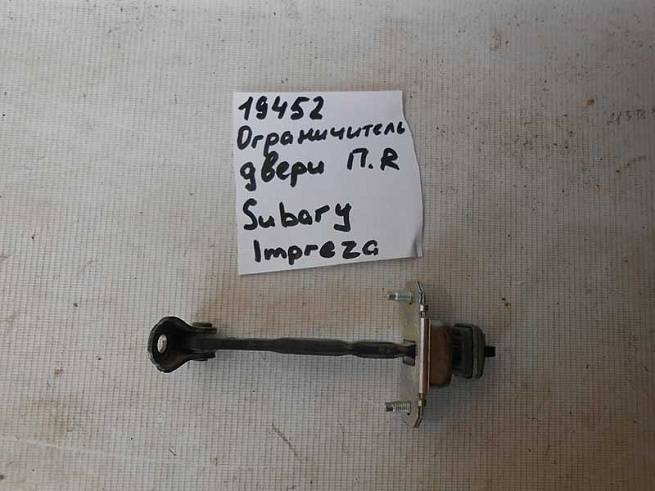 19452
Ограничитель
двери П.R
Subary
Impreza